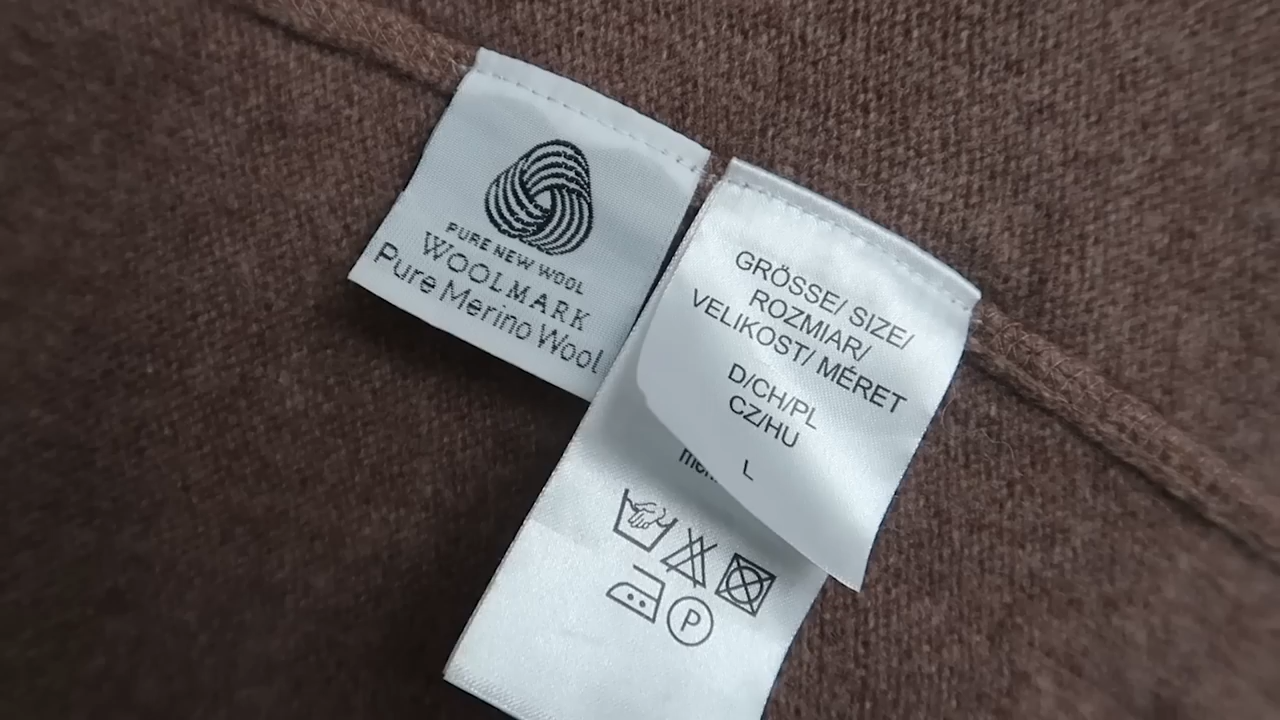 PURE NEW WOOL
WOOLMARK
Pure Merino Wool
GRÖSSE/ SIZE/
ROZMIAR/
VELIKOST/ MÉRET
D/CH/PL
CZ/HU
L
P